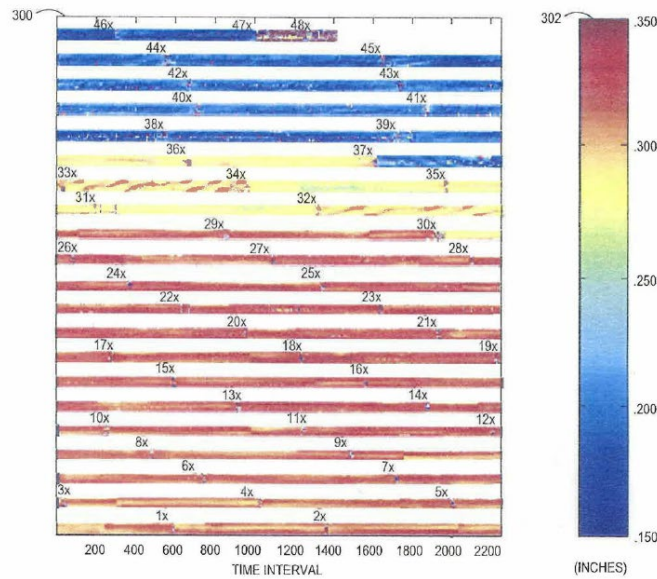 300
302
46x 47x 48x
44x 45x
42x 43x
40x 41x
38x 39x
36x 37x
33x 34x 35x
31x 32x
29x 30x
26x 27x 28x
24x 25x
22x 23x
20x 21x
17x 18x 19x
15x 16x
13x 14x
10x 11x 12x
8x 9x
6x 7x
3x 4x 5x
1x 2x
200 400 600 800 1000 1200 1400 1600 1800 2000 2200
TIME INTERVAL
.350
.300
.250
.200
.150
(INCHES)